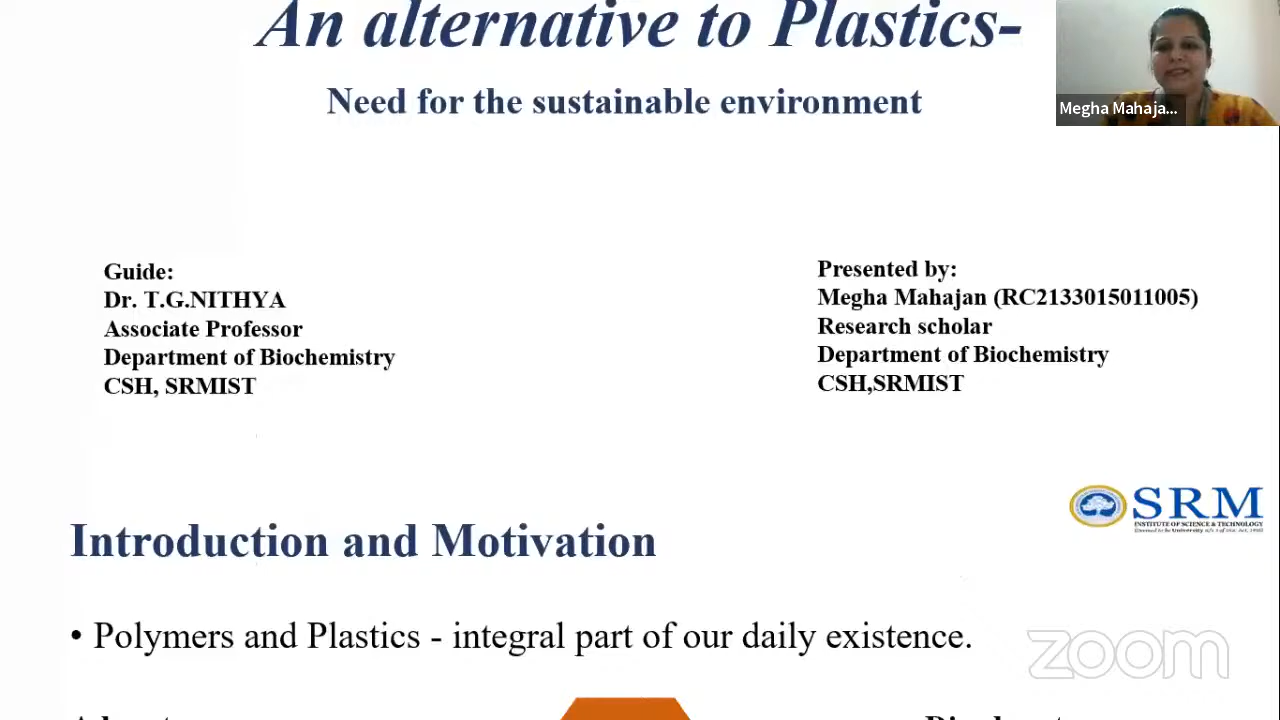 An alternative to Plastics-
Need for the sustainable environment
Megha Mahaja...
Guide:
Dr. T.G.NITHYA
Associate Professor
Department of Biochemistry
CSH, SRMIST
Presented by:
Megha Mahajan (RC2133015011005)
Research scholar
Department of Biochemistry
CSH,SRMIST
SRM
INSTITUTE OF SCIENCE & TECHNOLOGY
Introduction and Motivation
• Polymers and Plastics - integral part of our daily existence.
zoom